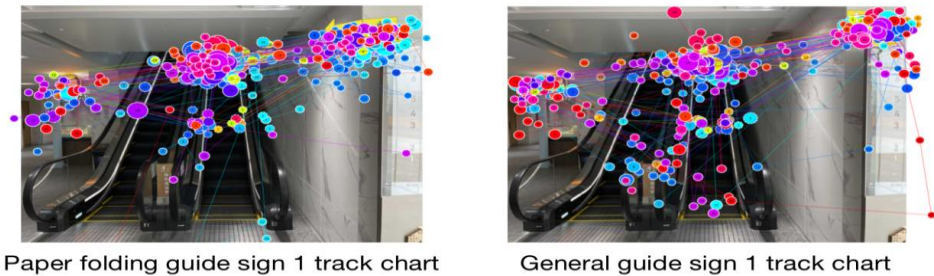 Paper folding guide sign 1 track chart
General guide sign 1 track chart